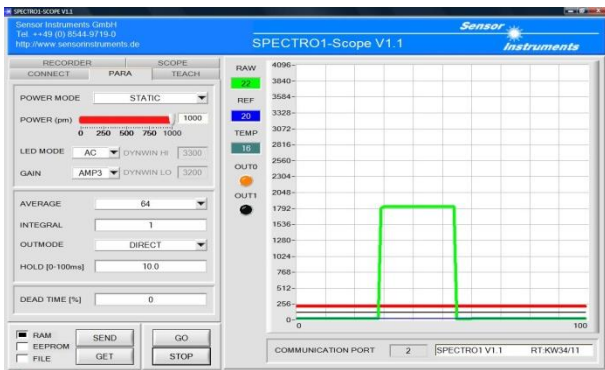 SPECTRO1-SCOPE V1.1
Sensor Instruments GmbH
Tel. ++49 (0) 8544-9719-0
http://www.sensorinstruments.de
SPECTRO1-Scope V1.1
Sensor
Instruments
RECORDER SCOPE
CONNECT PARA TEACH
POWER MODE STATIC
POWER (pm) 1000
0 250 500 750 1000
LED MODE AC DYNWIN HI 3300
GAIN AMP3 DYNWIN LO 3200
AVERAGE 64
INTEGRAL 1
OUTMODE DIRECT
HOLD [0-100ms] 10.0
DEAD TIME [%] 0
RAM
EEPROM
FILE
SEND GO
GET STOP
RAW
22
REF
20
TEMP
16
OUT0
OUT1
4096-
3840-
3584-
3328-
3072-
2816-
2560-
2304-
2048-
1792-
1536-
1280-
1024-
768-
512-
256-
0-
0 100
COMMUNICATION PORT 2 SPECTRO1 V1.1 RT:KW34/11